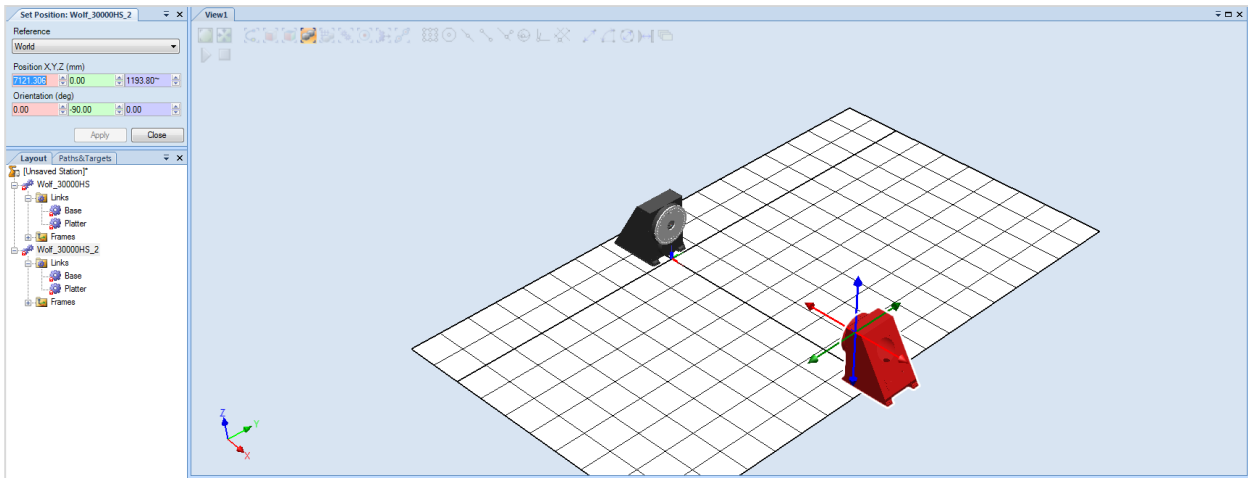 Set Position: Wolf_30000HS_2
Reference
World
Position X,Y,Z (mm)
7121.306 0.00 1193.80~
Orientation (deg)
0.00 -90.00 0.00
Apply Close
Layout Paths&Targets
[Unsaved Station]*
Wolf_30000HS
Links
Base
Platter
Frames
Wolf_30000HS_2
Links
Base
Platter
Frames
View1
Z
Y
X